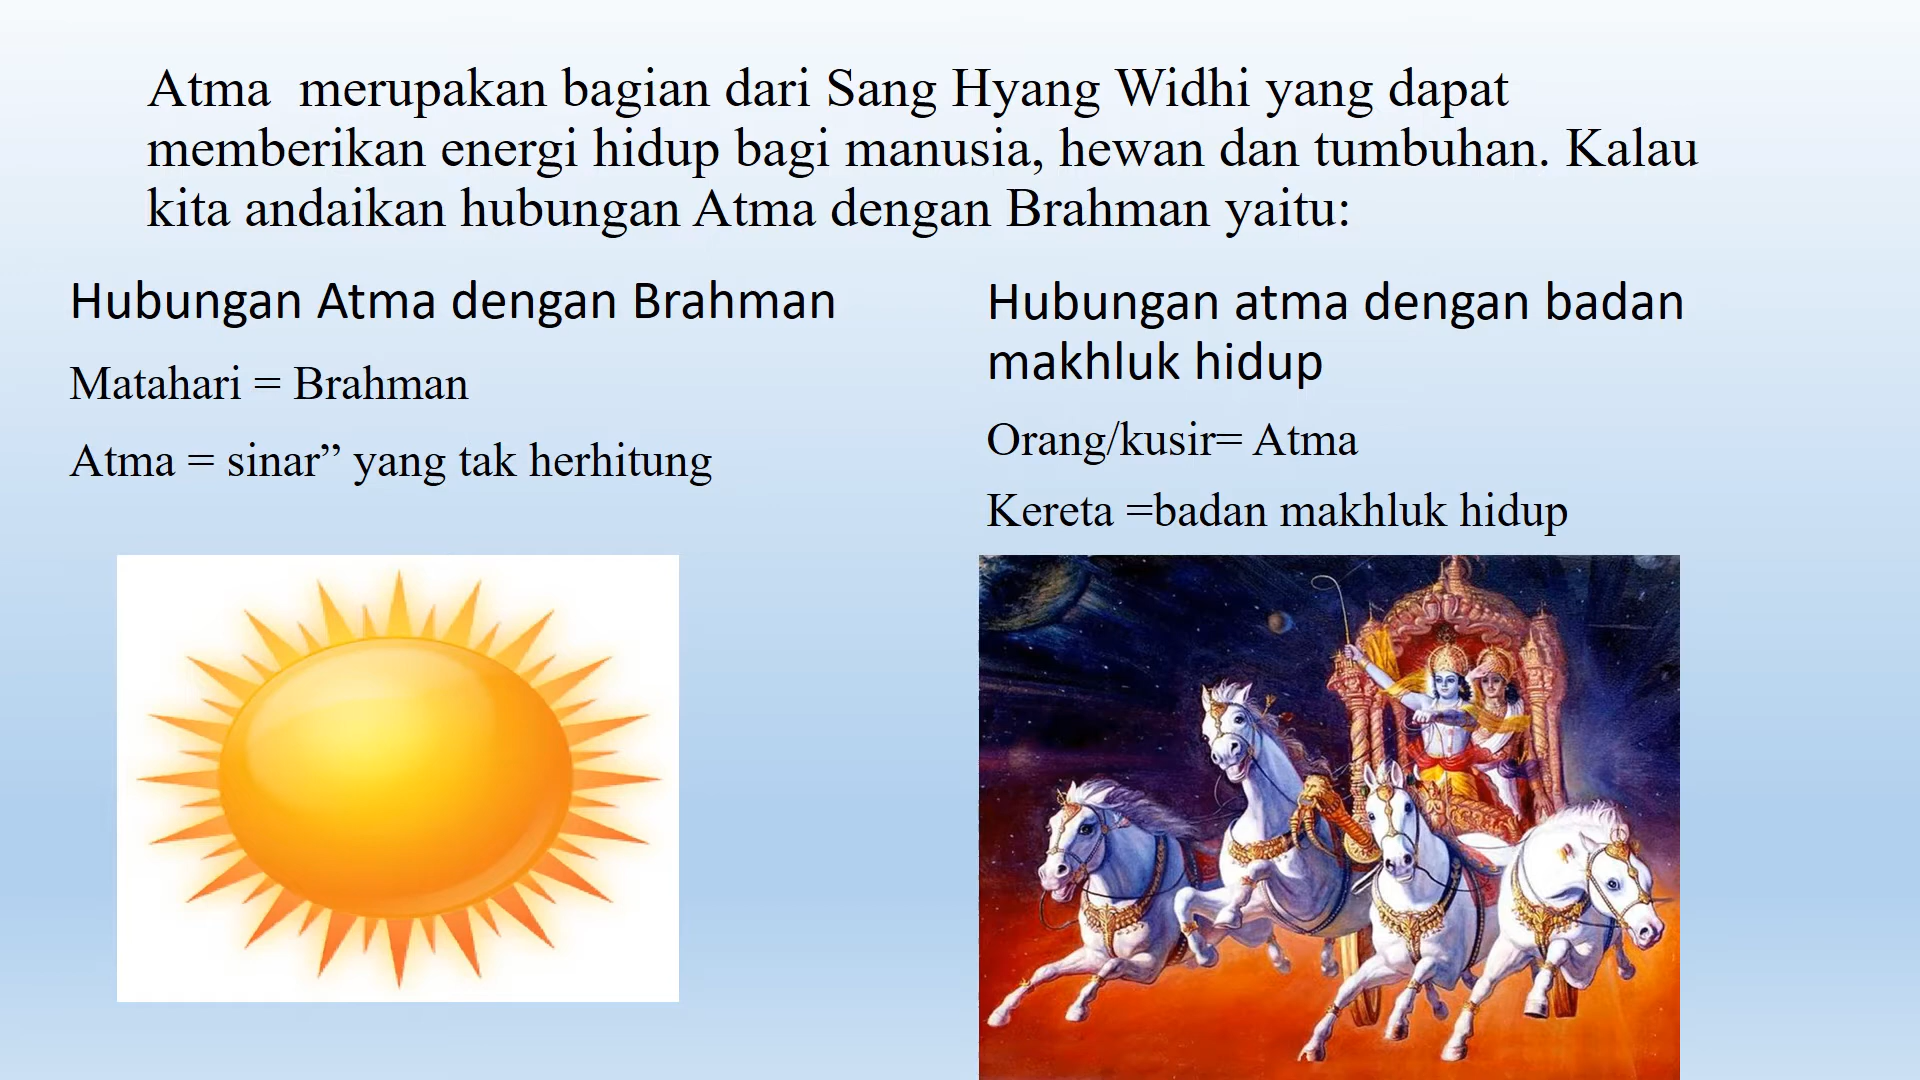 Atma  merupakan bagian dari Sang Hyang Widhi yang dapat
memberikan energi hidup bagi manusia, hewan dan tumbuhan. Kalau
kita andaikan hubungan Atma dengan Brahman yaitu:
Hubungan Atma dengan Brahman
Matahari = Brahman
Atma = sinar” yang tak herhitung
Hubungan atma dengan badan
makhluk hidup
Orang/kusir= Atma
Kereta =badan makhluk hidup